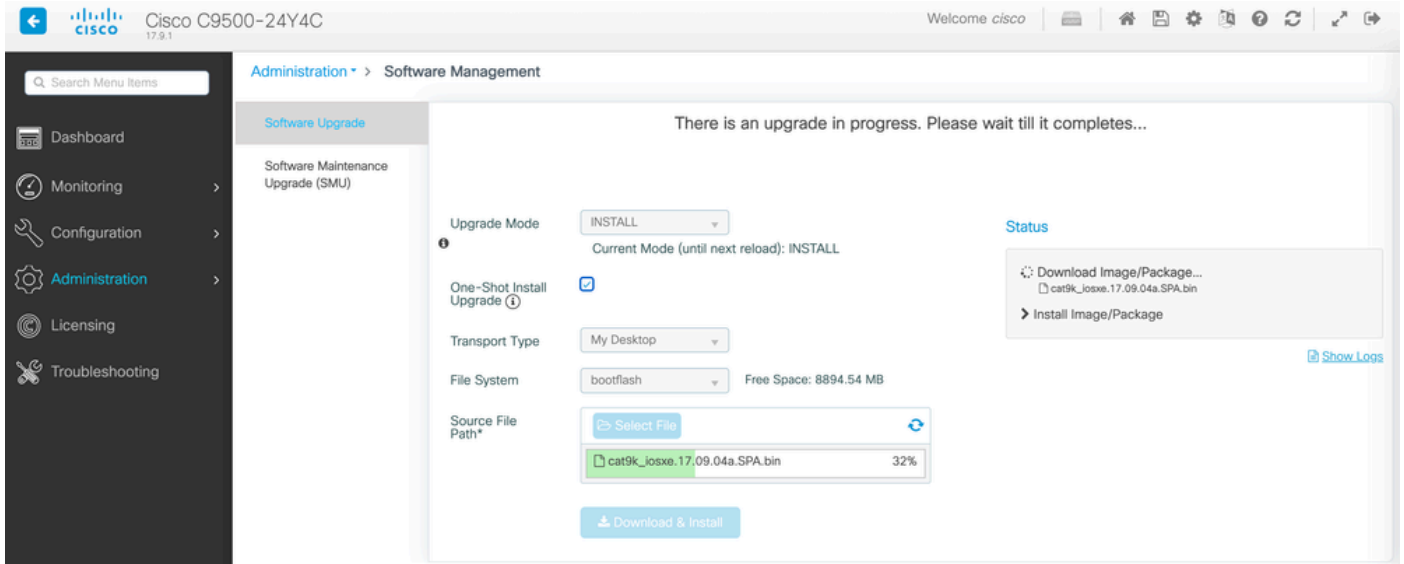 cisco
Cisco C9500-24Y4C
17.9.1
Welcome cisco
Search Menu Items
Dashboard
Monitoring
Configuration
Administration
Licensing
Troubleshooting
Administration > Software Management
Software Upgrade
Software Maintenance
Upgrade (SMU)
There is an upgrade in progress. Please wait till it completes...
Upgrade Mode
INSTALL
Current Mode (until next reload): INSTALL
One-Shot Install
Upgrade
Transport Type
My Desktop
File System
bootflash
Free Space: 8894.54 MB
Source File
Path*
Select File
cat9k_iosxe.17.09.04a.SPA.bin 32%
Download & Install
Status
Download Image/Package...
cat9k_iosxe.17.09.04a.SPA.bin
Install Image/Package
Show Logs